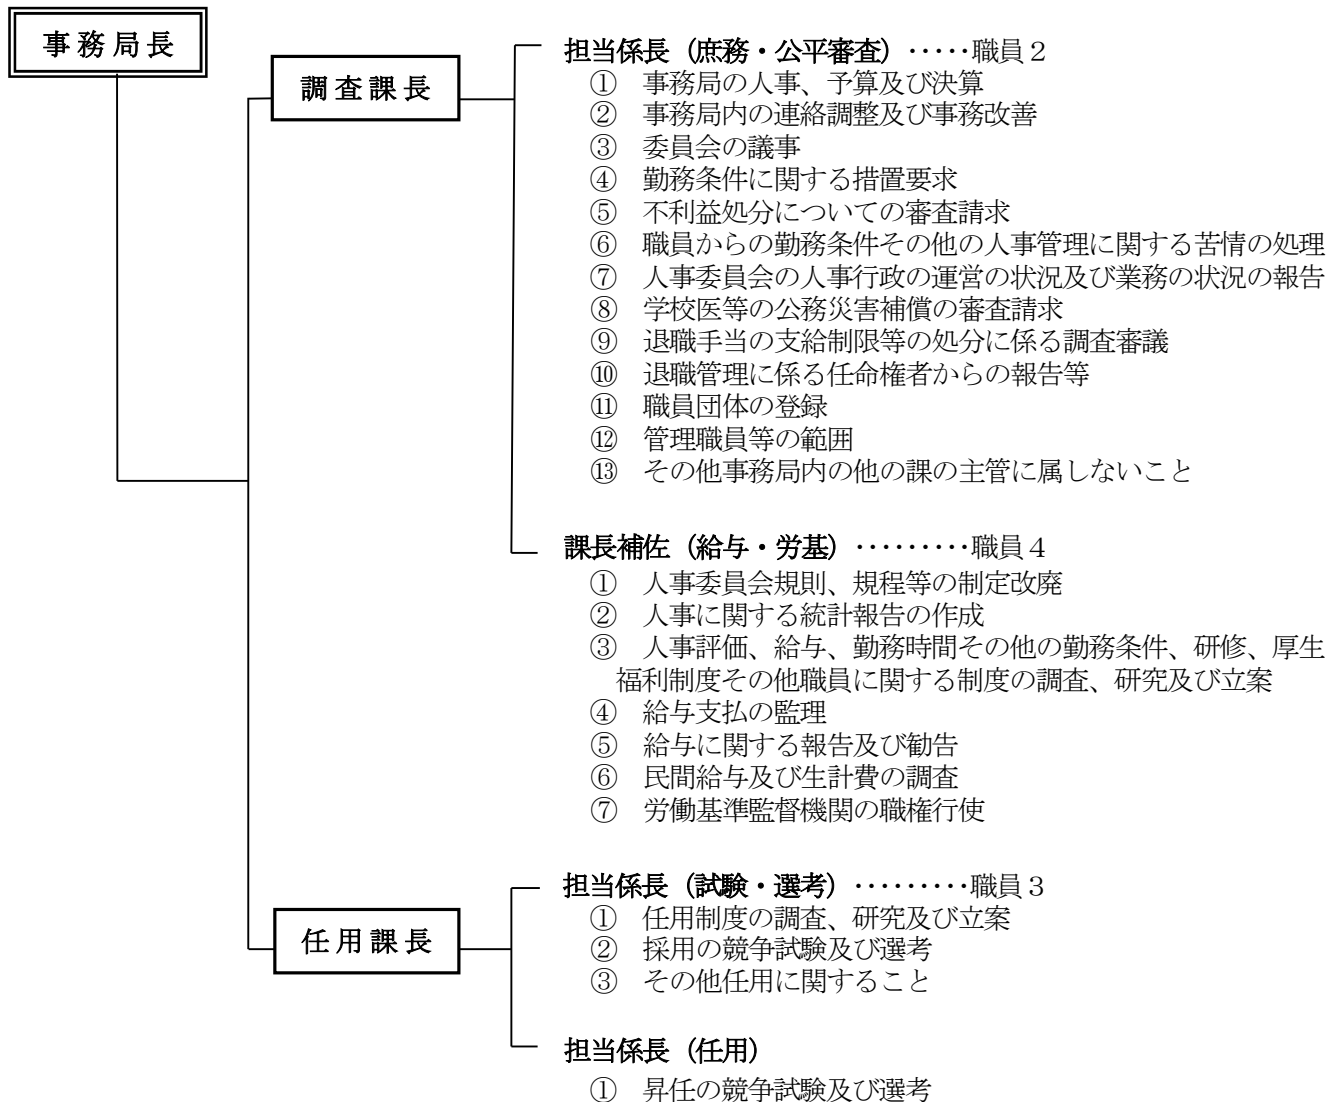 事務局長
調査課長
担当係長（庶務・公平審査）・・・・・職員２
① 事務局の人事、予算及び決算
② 事務局内の連絡調整及び事務改善
③ 委員会の議事
④ 勤務条件に関する措置要求
⑤ 不利益処分についての審査請求
⑥ 職員からの勤務条件その他の人事管理に関する苦情の処理
⑦ 人事委員会の人事行政の運営の状況及び業務の状況の報告
⑧ 学校医等の公務災害補償の審査請求
⑨ 退職手当の支給制限等の処分に係る調査審議
⑩ 退職管理に係る任命権者からの報告等
⑪ 職員団体の登録
⑫ 管理職員等の範囲
⑬ その他事務局内の他の課の主管に属しないこと
課長補佐（給与・労基）・・・・・・・・・職員４
① 人事委員会規則、規程等の制定改廃
② 人事に関する統計報告の作成
③ 人事評価、給与、勤務時間その他の勤務条件、研修、厚生
福利制度その他職員に関する制度の調査、研究及び立案
④ 給与支払の監理
⑤ 給与に関する報告及び勧告
⑥ 民間給与及び生計費の調査
⑦ 労働基準監督機関の職権行使
任用課長
担当係長（試験・選考）・・・・・・・・・職員３
① 任用制度の調査、研究及び立案
② 採用の競争試験及び選考
③ その他任用に関すること
担当係長（任用）
① 昇任の競争試験及び選考